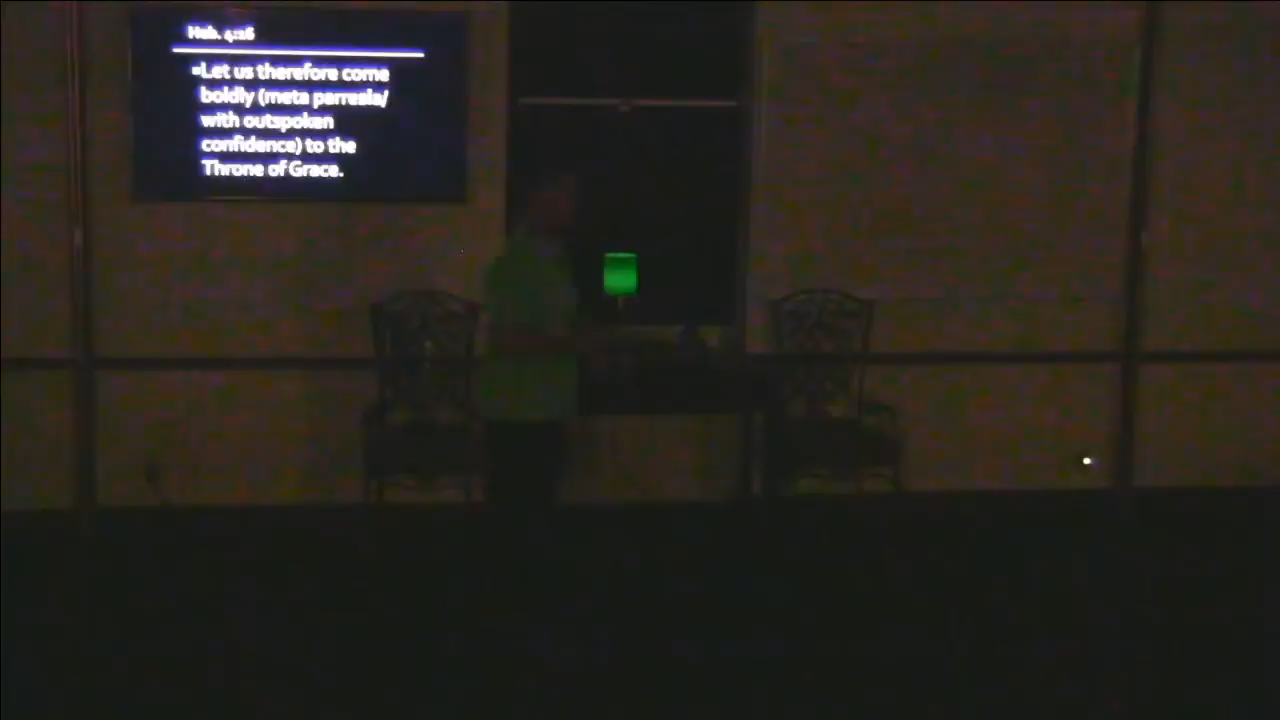 Heb. 4:16
▪Let us therefore come
boldly (meta parresia/
with outspoken
confidence) to the
Throne of Grace.